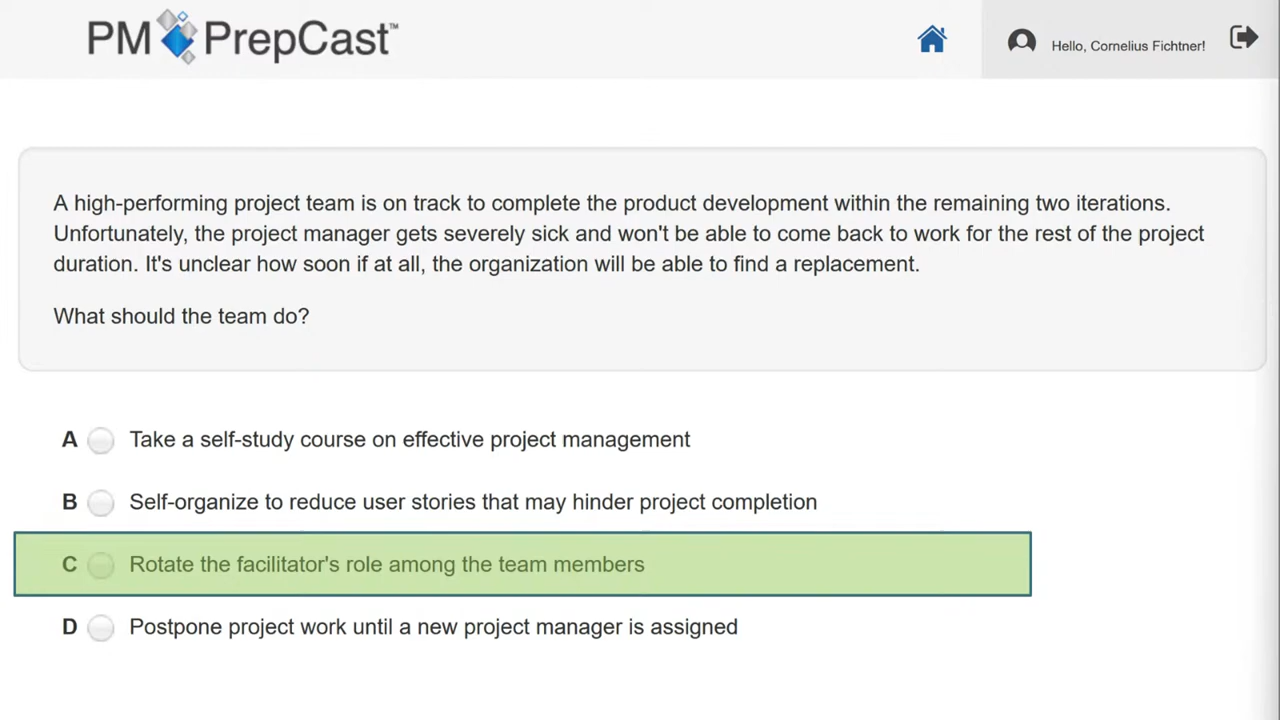 PM PrepCast™
Hello, Cornelius Fichtner!
A high-performing project team is on track to complete the product development within the remaining two iterations.
Unfortunately, the project manager gets severely sick and won't be able to come back to work for the rest of the project
duration. It's unclear how soon if at all, the organization will be able to find a replacement.
What should the team do?
A Take a self-study course on effective project management
B Self-organize to reduce user stories that may hinder project completion
C Rotate the facilitator's role among the team members
D Postpone project work until a new project manager is assigned